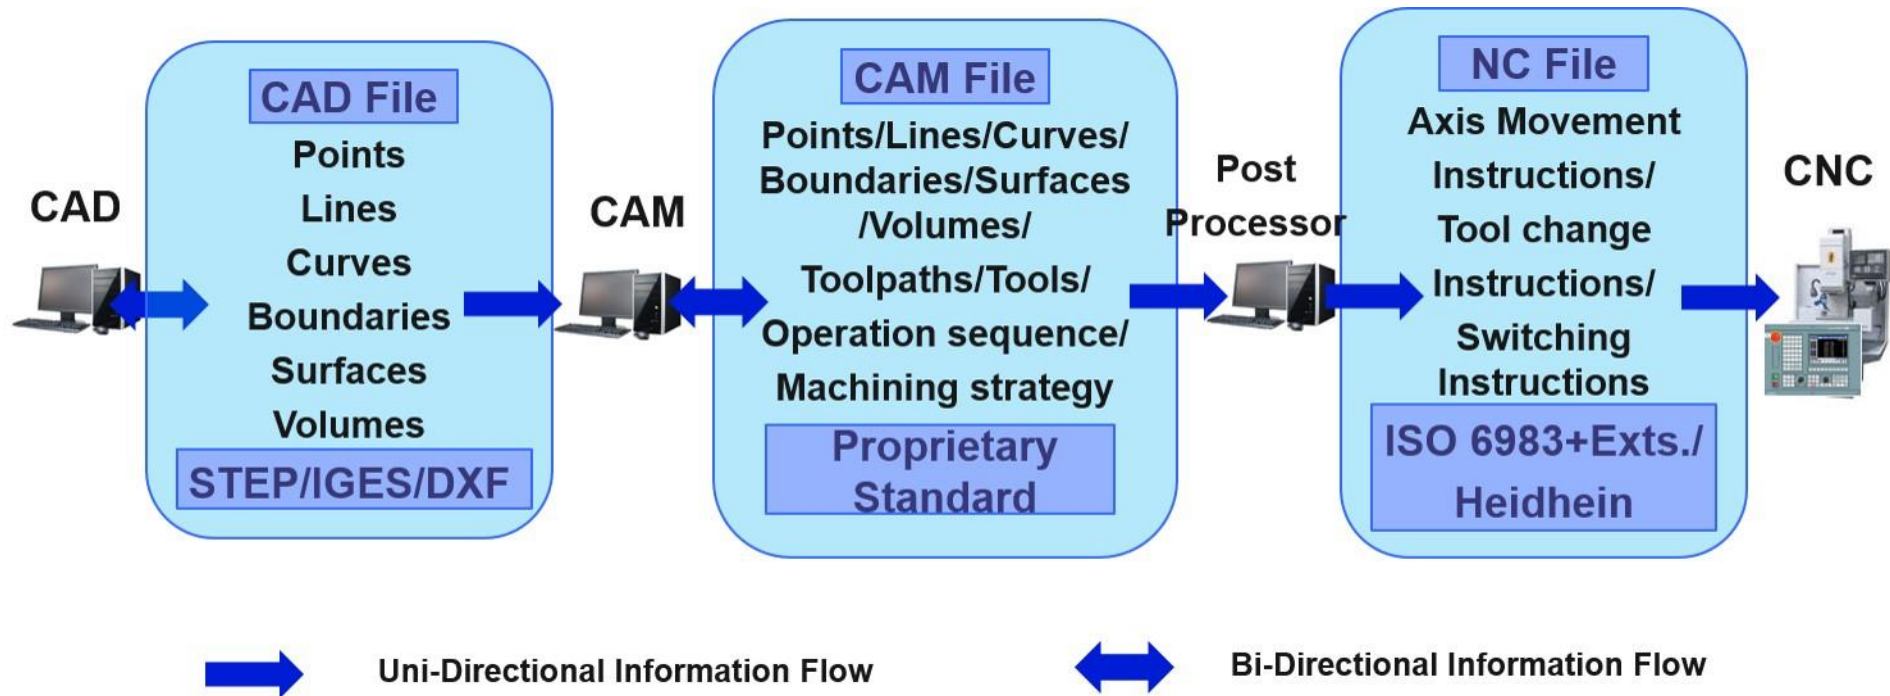 CAD
CAD File
Points
Lines
Curves
Boundaries
Surfaces
Volumes
STEP/IGES/DXF
CAM
CAM File
Points/Lines/Curves/
Boundaries/Surfaces
/Volumes/
Toolpaths/Tools/
Operation sequence/
Machining strategy
Proprietary
Standard
Post
Processor
NC File
Axis Movement
Instructions/
Tool change
Instructions/
Switching
Instructions
ISO 6983+Exts./
Heidhein
CNC
Uni-Directional Information Flow
Bi-Directional Information Flow